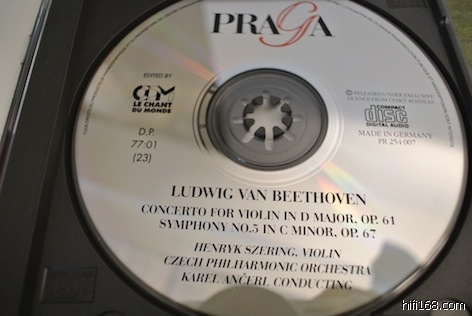 PRAGA
EDITED BY
CDM
LE CHANT
DU MONDE
D.P.
77:01
(23)
℗ RELEASED UNDER EXCLUSIVE
LICENCE FROM ČESKÝ ROZHLAS
COMPACT
disc
DIGITAL AUDIO
MADE IN GERMANY
PR 254 007
LUDWIG VAN BEETHOVEN
CONCERTO FOR VIOLIN IN D MAJOR, OP. 61
SYMPHONY NO.5 IN C MINOR, OP. 67
HENRYK SZERING, VIOLIN
CZECH PHILHARMONIC ORCHESTRA
KAREL ANČERL CONDUCTING
hifi168.com